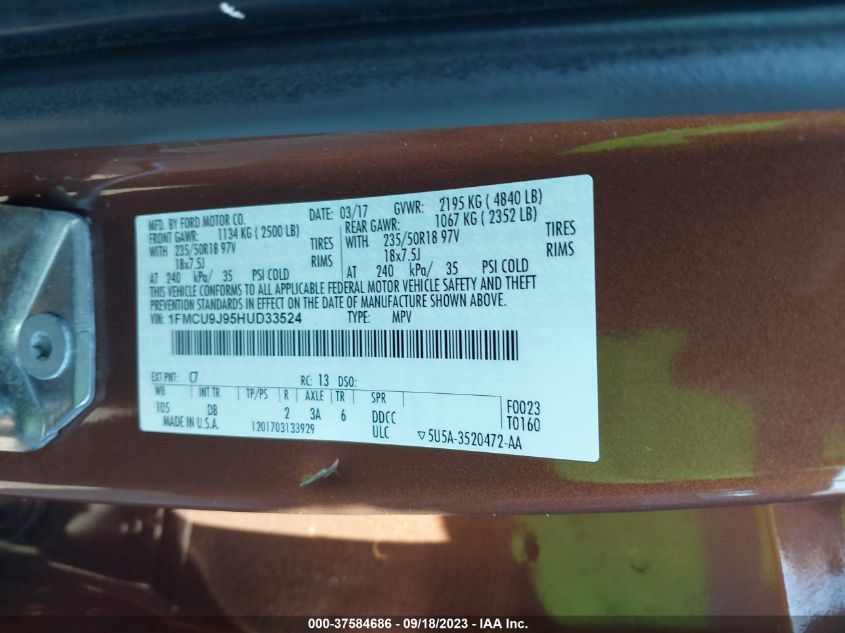 MFD. BY FORD MOTOR CO.
DATE: 03/17 GVWR: 2195 KG ( 4840 LB)
FRONT GAWR: 1134 KG ( 2500 LB)
REAR GAWR: 1067 KG ( 2352 LB)
WITH 235/50R18 97V TIRES
WITH 235/50R18 97V TIRES
18x7.5J RIMS
18x7.5J RIMS
AT 240 kPa/ 35 PSI COLD
AT 240 kPa/ 35 PSI COLD
THIS VEHICLE CONFORMS TO ALL APPLICABLE FEDERAL MOTOR VEHICLE SAFETY AND THEFT
PREVENTION STANDARDS IN EFFECT ON THE DATE OF MANUFACTURE SHOWN ABOVE.
VIN: 1FMCU9J95HUD33524 TYPE: MPV
EXT PNT: C7 RC: 13 DSO:
WB INT TR TP/PS R AXLE TR SPR
105 DB 2 3A 6 DDCC
F0023
T0160
MADE IN U.S.A. 1201703133929 ULC ▽5U5A-3520472-AA
000-37584686 - 09/18/2023 - IAA Inc.